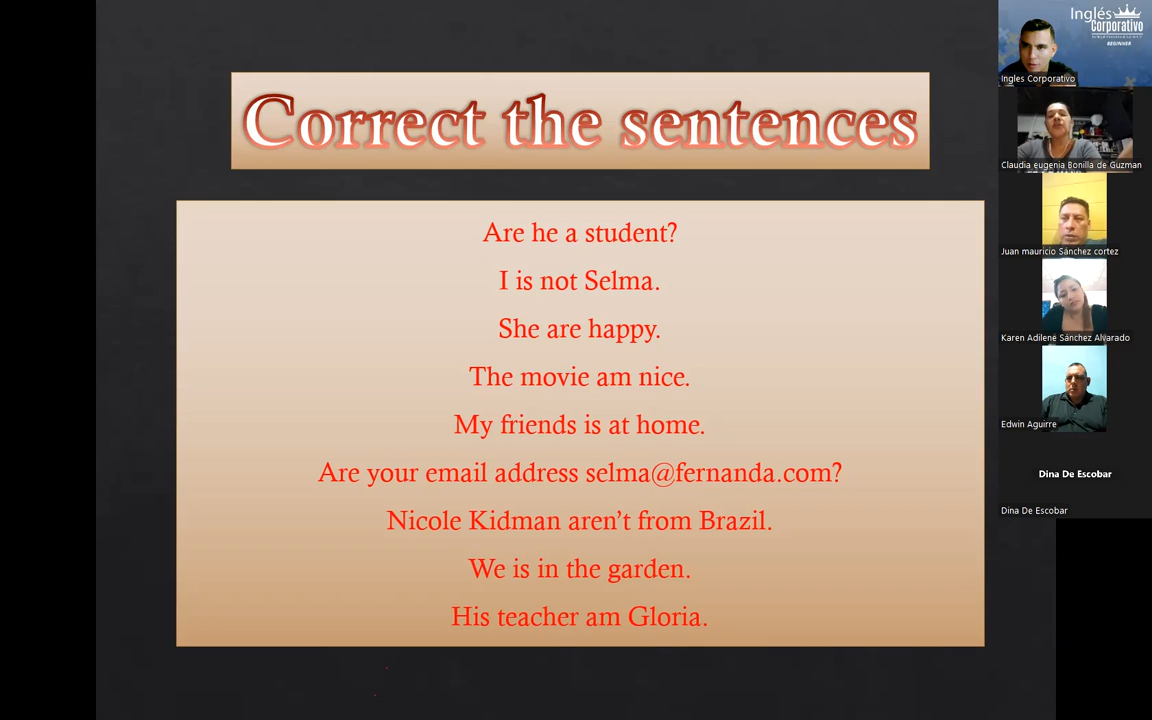 Correct the sentences
Are he a student?
I is not Selma.
She are happy.
The movie am nice.
My friends is at home.
Are your email address selma@fernanda.com?
Nicole Kidman aren't from Brazil.
We is in the garden.
His teacher am Gloria.
Inglés
Corporativo
BEGINNER
Ingles Corporativo
Claudia eugenia Bonilla de Guzman
Juan mauricio Sánchez cortez
Karen Adilene Sánchez Alvarado
Edwin Aguirre
Dina De Escobar
Dina De Escobar